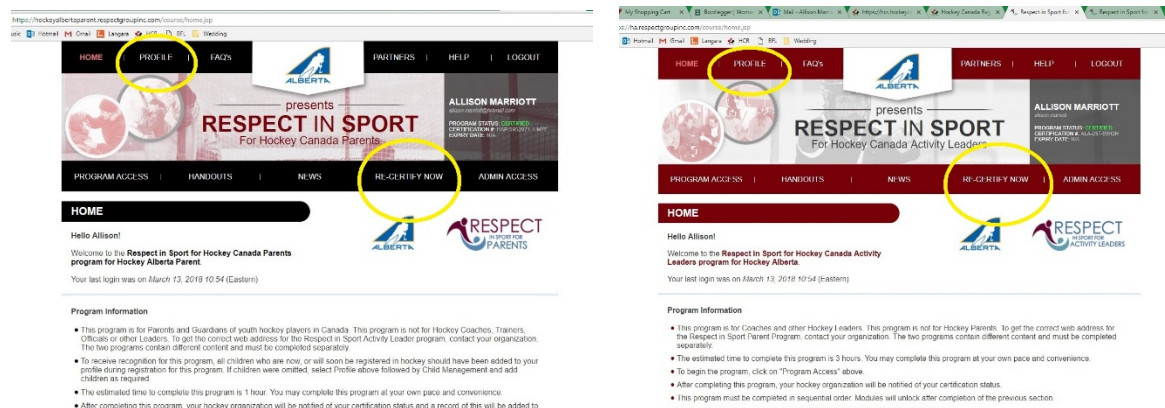 https://hockeyalbertaparent.respectgroupinc.com/course/home.jsp
Hotmail Gmail Langara HCR BFL Wedding
HOME | PROFILE | FAQ's PARTNERS | HELP | LOGOUT
ALBERTA
presents
RESPECT IN SPORT
For Hockey Canada Parents
ALLISON MARRIOTT
PROGRAM STATUS: CERTIFIED
EXPIRY DATE: N/A
PROGRAM ACCESS | HANDOUTS | NEWS RE-CERTIFY NOW ADMIN ACCESS
HOME
ALBERTA
RESPECT
IN SPORT FOR
PARENTS
Hello Allison!
Welcome to the Respect in Sport for Hockey Canada Parents
program for Hockey Alberta Parent.
Your last login was on March 13, 2018 10:54 (Eastern)
Program Information
• This program is for Parents and Guardians of youth hockey players in Canada. This program is not for Hockey Coaches, Trainers,
Officials or other Leaders. To get the correct web address for the Respect in Sport Activity Leader program, contact your organization.
The two programs contain different content and must be completed separately.
• To receive recognition for this program, all children who are now, or will soon be registered in hockey should have been added to your
profile during registration for this program. If children were omitted, select Profile above followed by Child Management and add
children as required.
• The estimated time to complete this program is 1 hour. You may complete this program at your own pace and convenience.
• After completing this program, your hockey organization will be notified of your certification status and a record of this will be added to
My Shopping Cart Bootlegger | Women Mail - Allison Marri Hockey Canada Reg Respect in Sport for Respect in Sport for
ha.respectgroupinc.com/course/home.jsp
Hotmail Gmail Langara HCR BFL Wedding
HOME | PROFILE | FAQ's PARTNERS | HELP | LOGOUT
ALBERTA
presents
RESPECT IN SPORT
For Hockey Canada Activity
Leaders
ALLISON MARRIOTT
PROGRAM STATUS: CERTIFIED
EXPIRY DATE: N/A
PROGRAM ACCESS | HANDOUTS | NEWS RE-CERTIFY NOW | ADMIN ACCESS
HOME
ALBERTA
RESPECT
IN SPORT FOR
ACTIVITY LEADERS
Hello Allison!
Welcome to the Respect in Sport for Hockey Canada Activity
Leaders program for Hockey Alberta.
Your last login was on March 13, 2018 10:54 (Eastern)
Program Information
• This program is for Coaches and other Hockey Leaders. This program is not for Hockey Parents. To get the correct web address for
the Respect in Sport Parent Program, contact your organization. The two programs contain different content and must be completed
separately.
• The estimated time to complete this program is 3 hours. You may complete this program at your own pace and convenience.
• To begin the program, click on "Program Access" above.
• After completing this program, your hockey organization will be notified of your certification status.
• This program must be completed in sequential order. Modules will unlock after completion of the previous section.